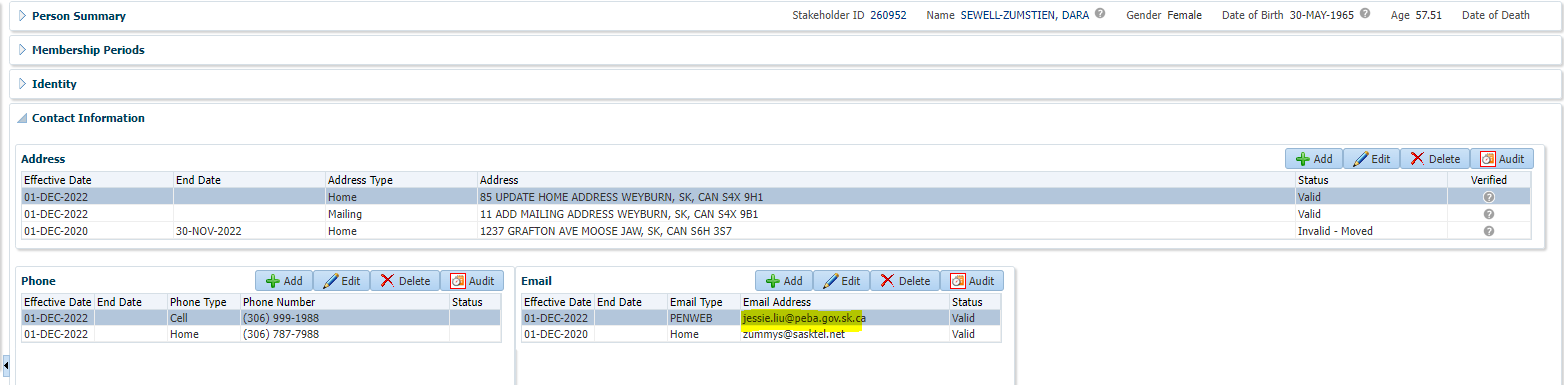 Person Summary Stakeholder ID 260952 Name SEWELL-ZUMSTIEN, DARA Gender Female Date of Birth 30-MAY-1965 Age 57.51 Date of Death
Membership Periods
Identity
Contact Information
Address Add Edit Delete Audit
Effective Date End Date Address Type Address Status Verified
01-DEC-2022 Home 85 UPDATE HOME ADDRESS WEYBURN, SK, CAN S4X 9H1 Valid
01-DEC-2022 Mailing 11 ADD MAILING ADDRESS WEYBURN, SK, CAN S4X 9B1 Valid
01-DEC-2020 30-NOV-2022 Home 1237 GRAFTON AVE MOOSE JAW, SK, CAN S6H 3S7 Invalid - Moved
Phone Add Edit Delete Audit
Effective Date End Date Phone Type Phone Number Status
01-DEC-2022 Cell (306) 999-1988
01-DEC-2022 Home (306) 787-7988
Email Add Edit Delete Audit
Effective Date End Date Email Type Email Address Status
01-DEC-2022 PENWEB jessie.liu@peba.gov.sk.ca Valid
01-DEC-2020 Home zummys@sasktel.net Valid